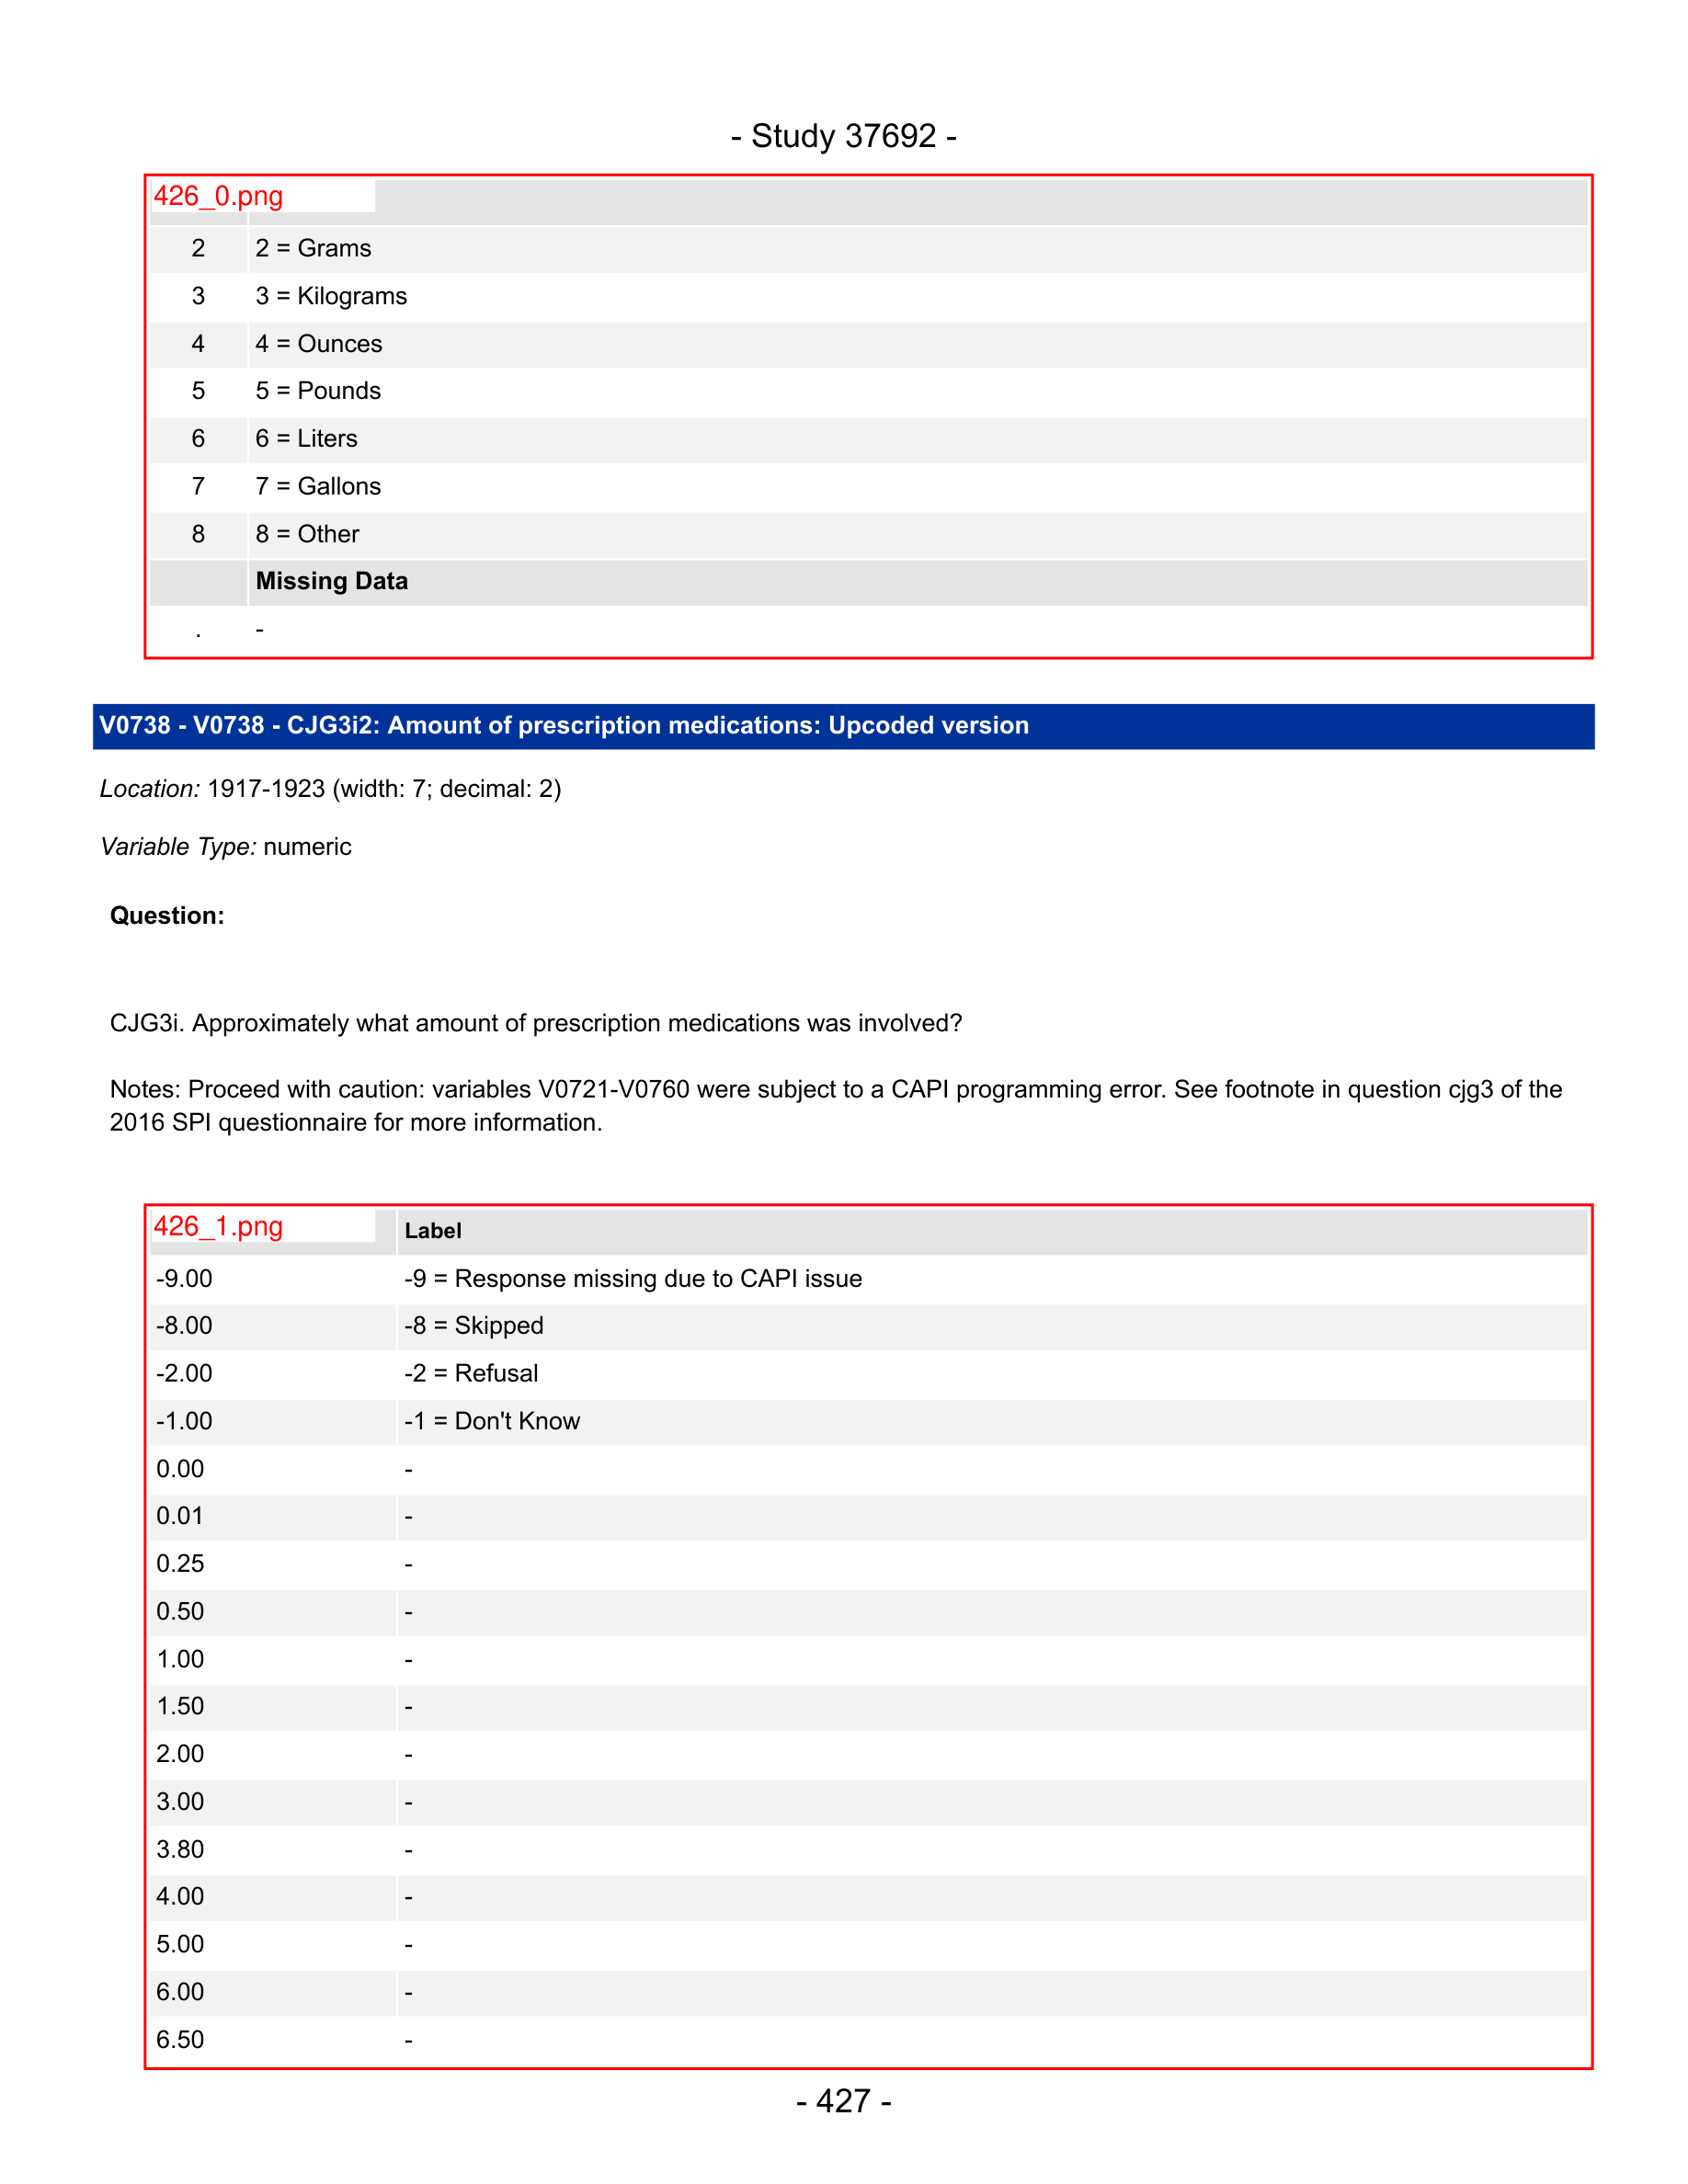 - Study 37692 -
426_0.png
2 2 = Grams
3 3 = Kilograms
4 4 = Ounces
5 5 = Pounds
6 6 = Liters
7 7 = Gallons
8 8 = Other
Missing Data
. -
V0738 - V0738 - CJG3i2: Amount of prescription medications: Upcoded version
Location: 1917-1923 (width: 7; decimal: 2)
Variable Type: numeric
Question:
CJG3i. Approximately what amount of prescription medications was involved?
Notes: Proceed with caution: variables V0721-V0760 were subject to a CAPI programming error. See footnote in question cjg3 of the
2016 SPI questionnaire for more information.
426_1.png Label
-9.00 -9 = Response missing due to CAPI issue
-8.00 -8 = Skipped
-2.00 -2 = Refusal
-1.00 -1 = Don't Know
0.00 -
0.01 -
0.25 -
0.50 -
1.00 -
1.50 -
2.00 -
3.00 -
3.80 -
4.00 -
5.00 -
6.00 -
6.50 -
- 427 -